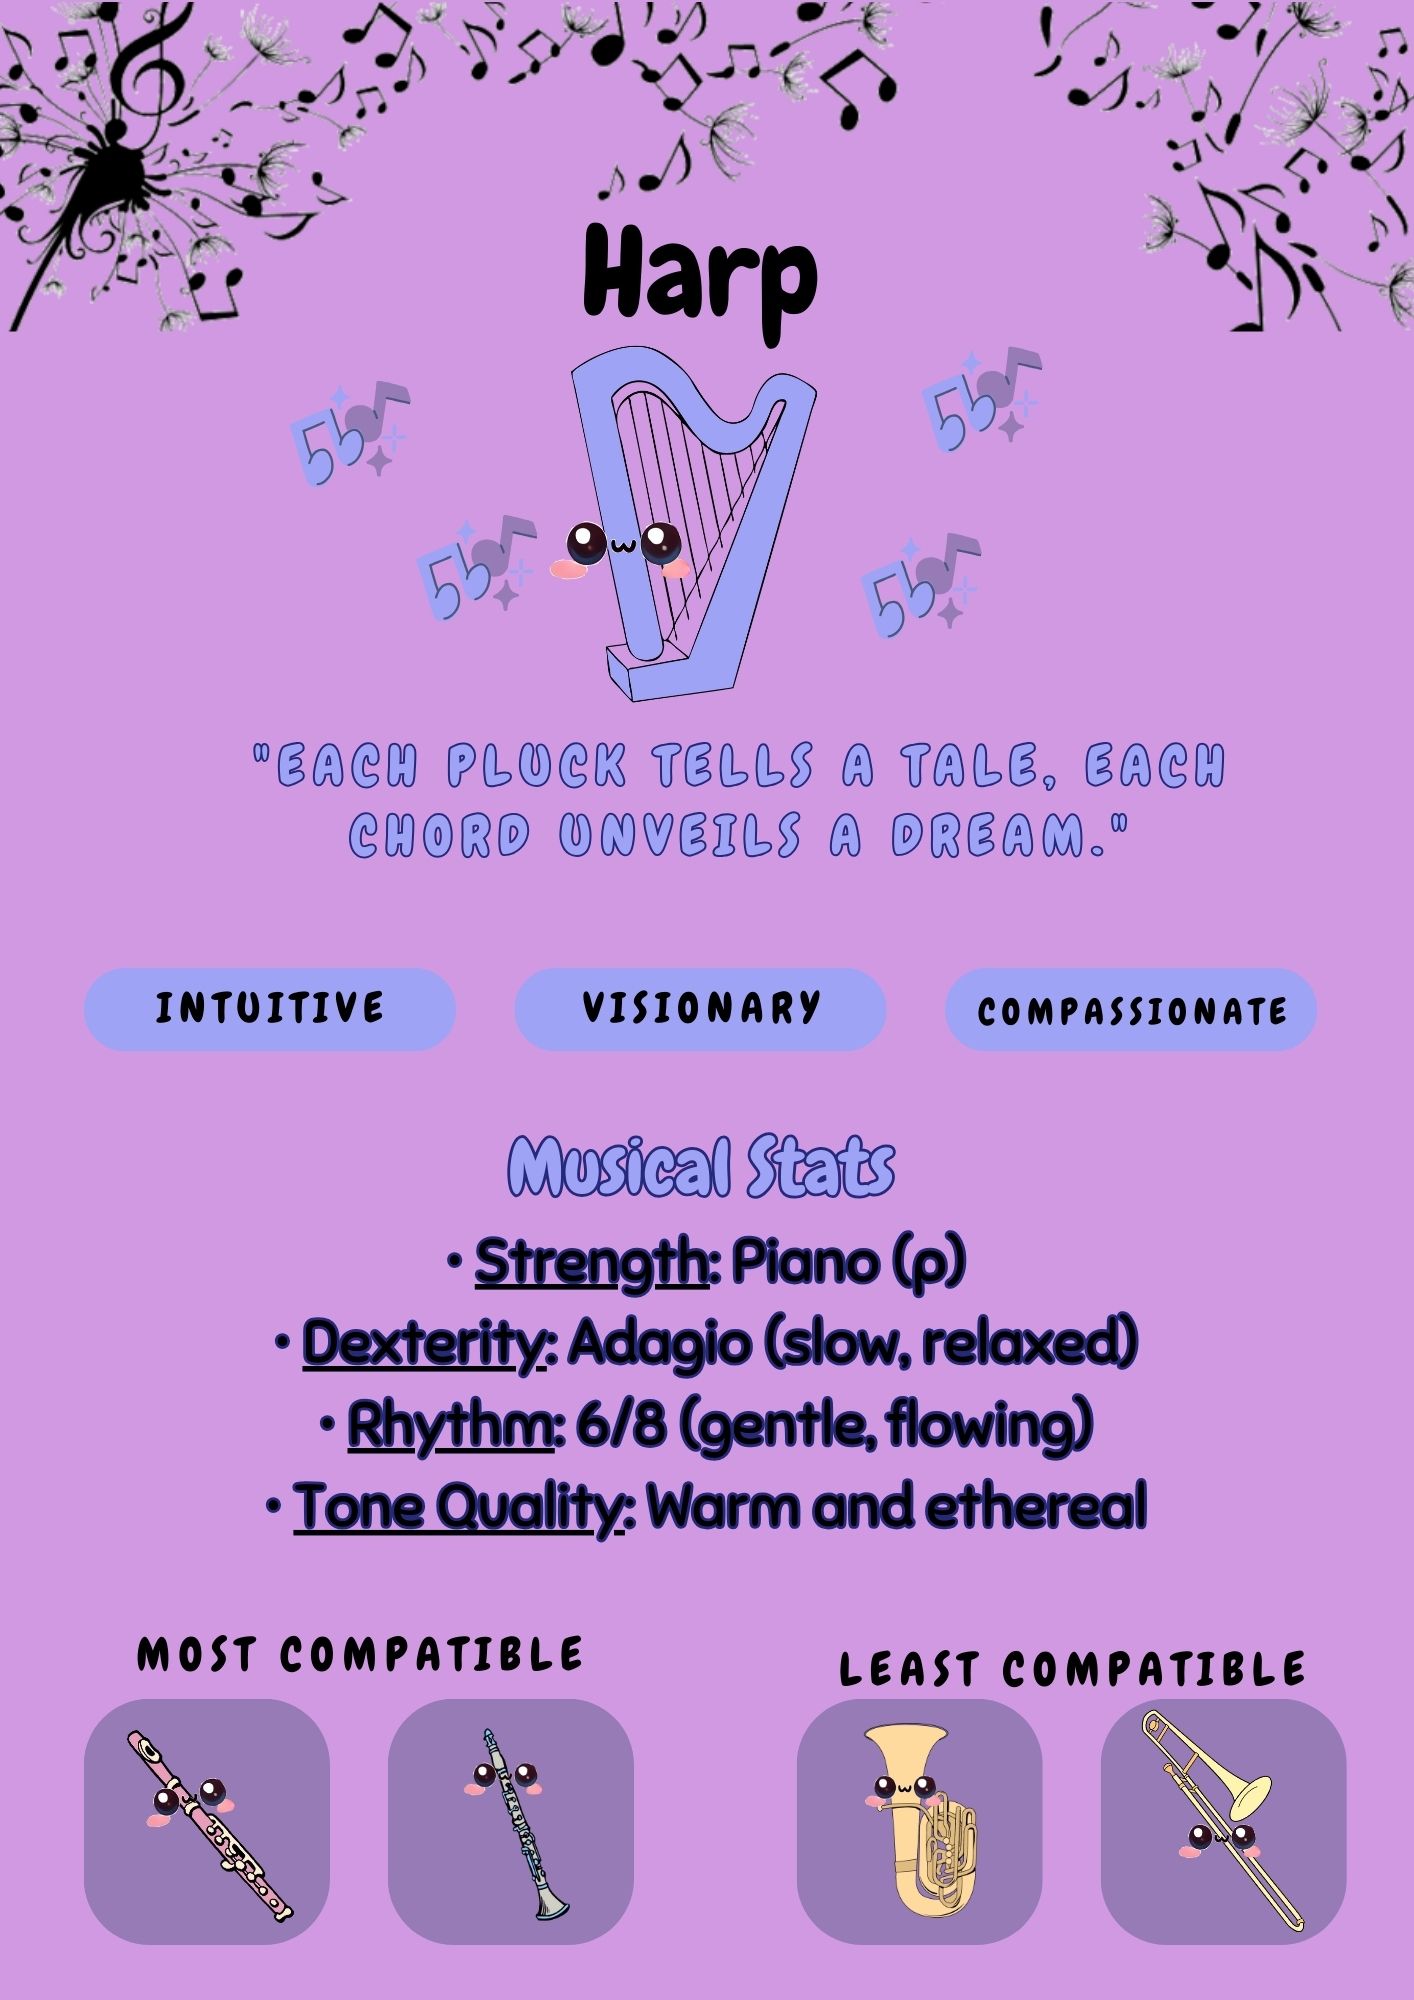 Harp
"EACH PLUCK TELLS A TALE, EACH
CHORD UNVEILS A DREAM."
INTUITIVE
VISIONARY
COMPASSIONATE
Musical Stats
• Strength: Piano (p)
• Dexterity: Adagio (slow, relaxed)
• Rhythm: 6/8 (gentle, flowing)
• Tone Quality: Warm and ethereal
MOST COMPATIBLE
LEAST COMPATIBLE